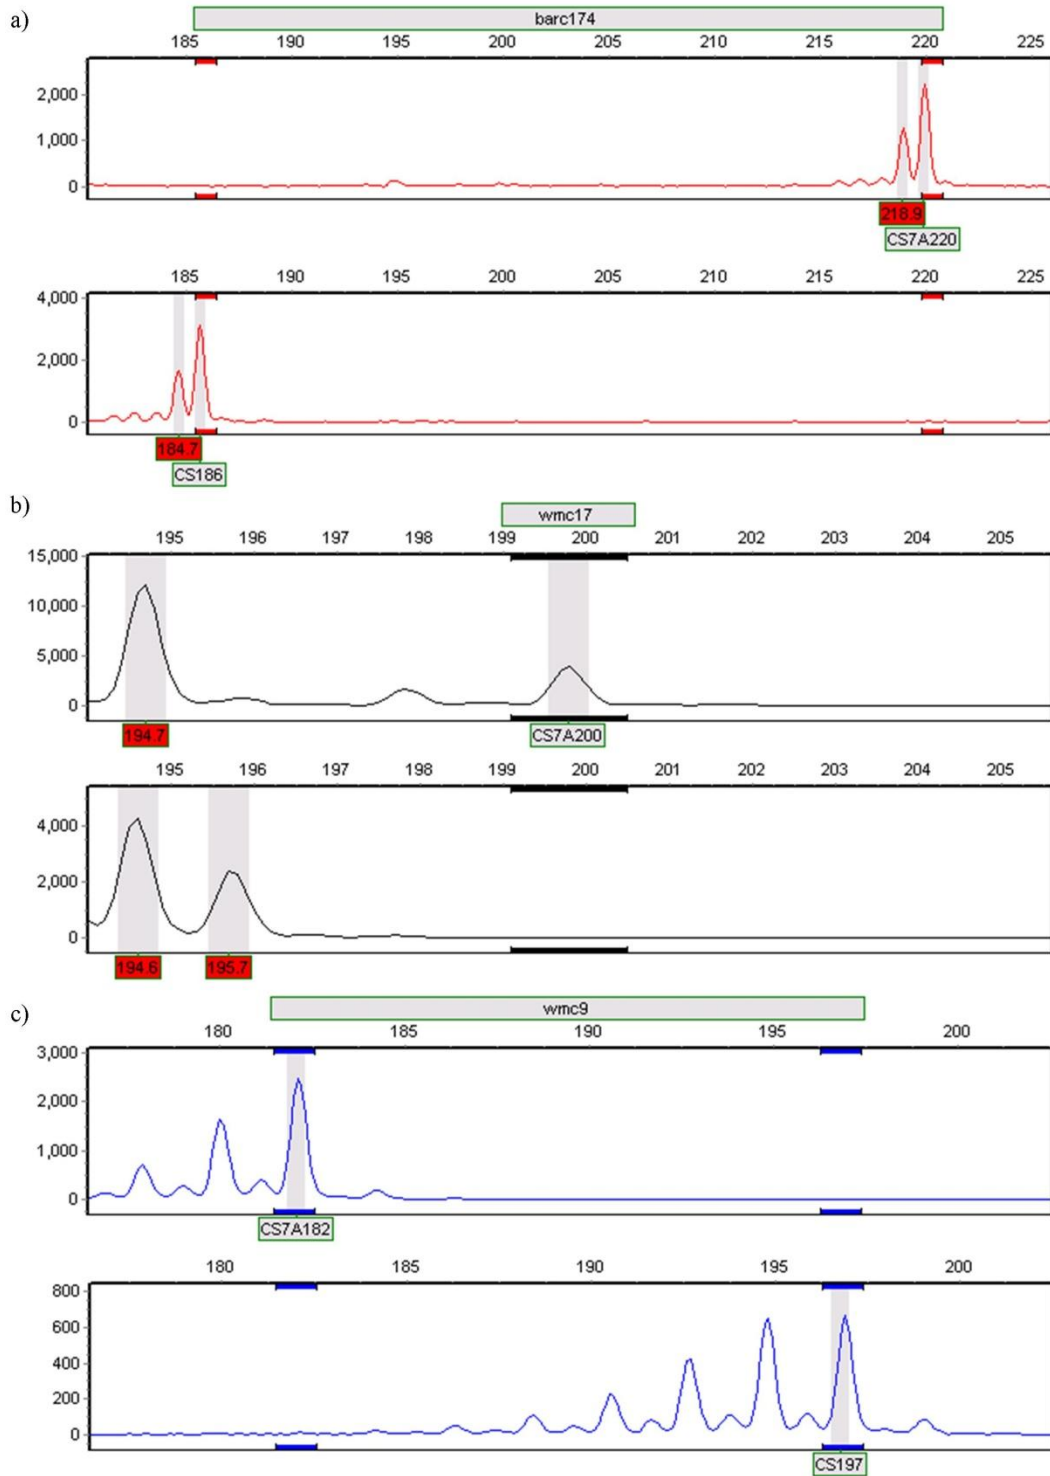 a)
barc174
185 190 195 200 205 210 215 220 225
2,000
1,000
0
218.9
CS7A220
185 190 195 200 205 210 215 220 225
4,000
2,000
0
184.7
CS186
b)
wmc17
195 196 197 198 199 200 201 202 203 204 205
15,000
10,000
5,000
0
194.7 CS7A200
195 196 197 198 199 200 201 202 203 204 205
4,000
2,000
0
194.6 195.7
c)
wmc9
180 185 190 195 200
3,000
2,000
1,000
0
CS7A182
180 185 190 195 200
800
600
400
200
0
CS197